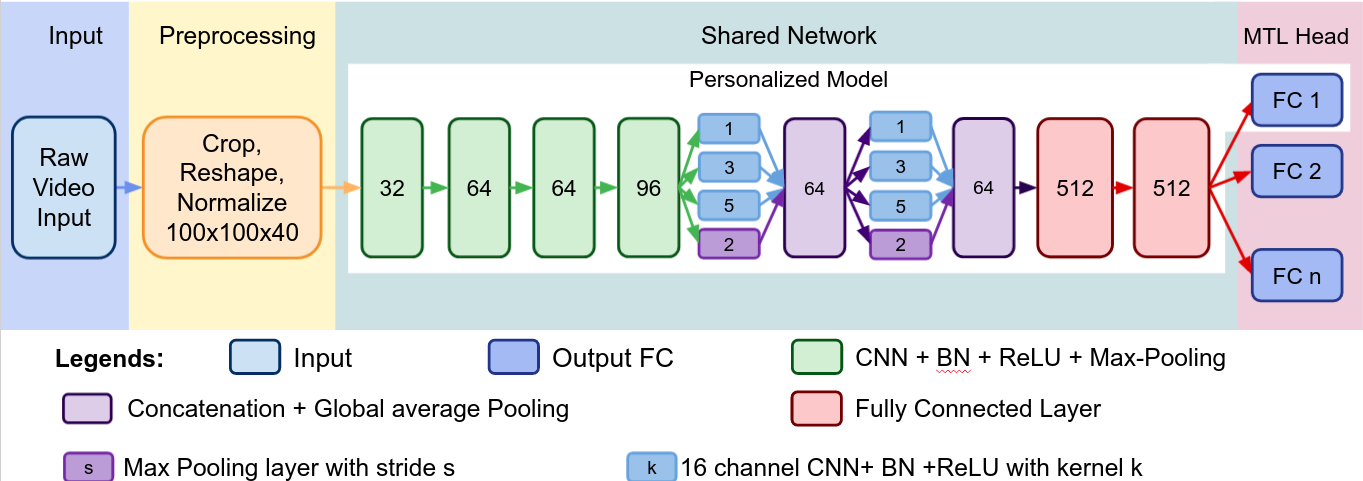 Input
Preprocessing
Shared Network
MTL Head
Personalized Model
Raw
Video
Input
Crop,
Reshape,
Normalize
100x100x40
32
64
64
96
1
3
5
2
64
1
3
5
2
64
512
512
FC 1
FC 2
FC n
Legends:
Input
Output FC
CNN + BN + ReLU + Max-Pooling
Concatenation + Global average Pooling
Fully Connected Layer
s
Max Pooling layer with stride s
k
16 channel CNN+ BN +ReLU with kernel k